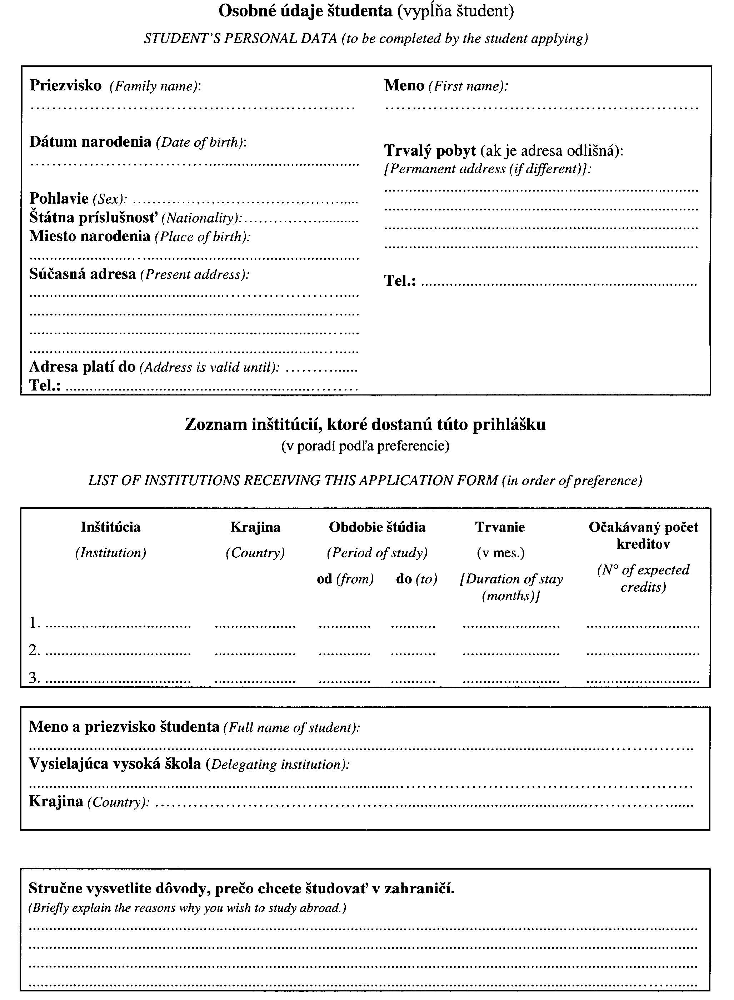 Osobné údaje študenta (vypĺňa študent)
STUDENT'S PERSONAL DATA (to be completed by the student applying)
Priezvisko (Family name):
............................................................
Dátum narodenia (Date of birth):
............................................................
Pohlavie (Sex): ............................................................
Štátna príslušnosť (Nationality):..............................
Miesto narodenia (Place of birth):
............................................................
Súčasná adresa (Present address):
............................................................
............................................................
............................................................
............................................................
Adresa platí do (Address is valid until): ...............
Tel.: ............................................................
Meno (First name):
............................................................
Trvalý pobyt (ak je adresa odlišná):
[Permanent address (if different)]:
............................................................
............................................................
............................................................
............................................................
Tel.: ............................................................
Zoznam inštitúcií, ktoré dostanú túto prihlášku
(v poradí podľa preferencie)
LIST OF INSTITUTIONS RECEIVING THIS APPLICATION FORM (in order of preference)
Inštitúcia Krajina Obdobie štúdia Trvanie Očakávaný počet
kreditov
(Institution) (Country) (Period of study) (v mes.)
(N° of expected
od (from) do (to) [Duration of stay
credits)
(months)]
1. .................................... .................... ............. ........... ........................ ............................
2. .................................... .................... ............. ........... ........................ ............................
3. .................................... .................... ............. ........... ........................ ............................
Meno a priezvisko študenta (Full name of student):
........................................................................................................................
Vysielajúca vysoká škola (Delegating institution):
........................................................................................................................
Krajina (Country): ....................................................................................................
Stručne vysvetlite dôvody, prečo chcete študovať v zahraničí.
(Briefly explain the reasons why you wish to study abroad.)
........................................................................................................................
........................................................................................................................
........................................................................................................................
........................................................................................................................